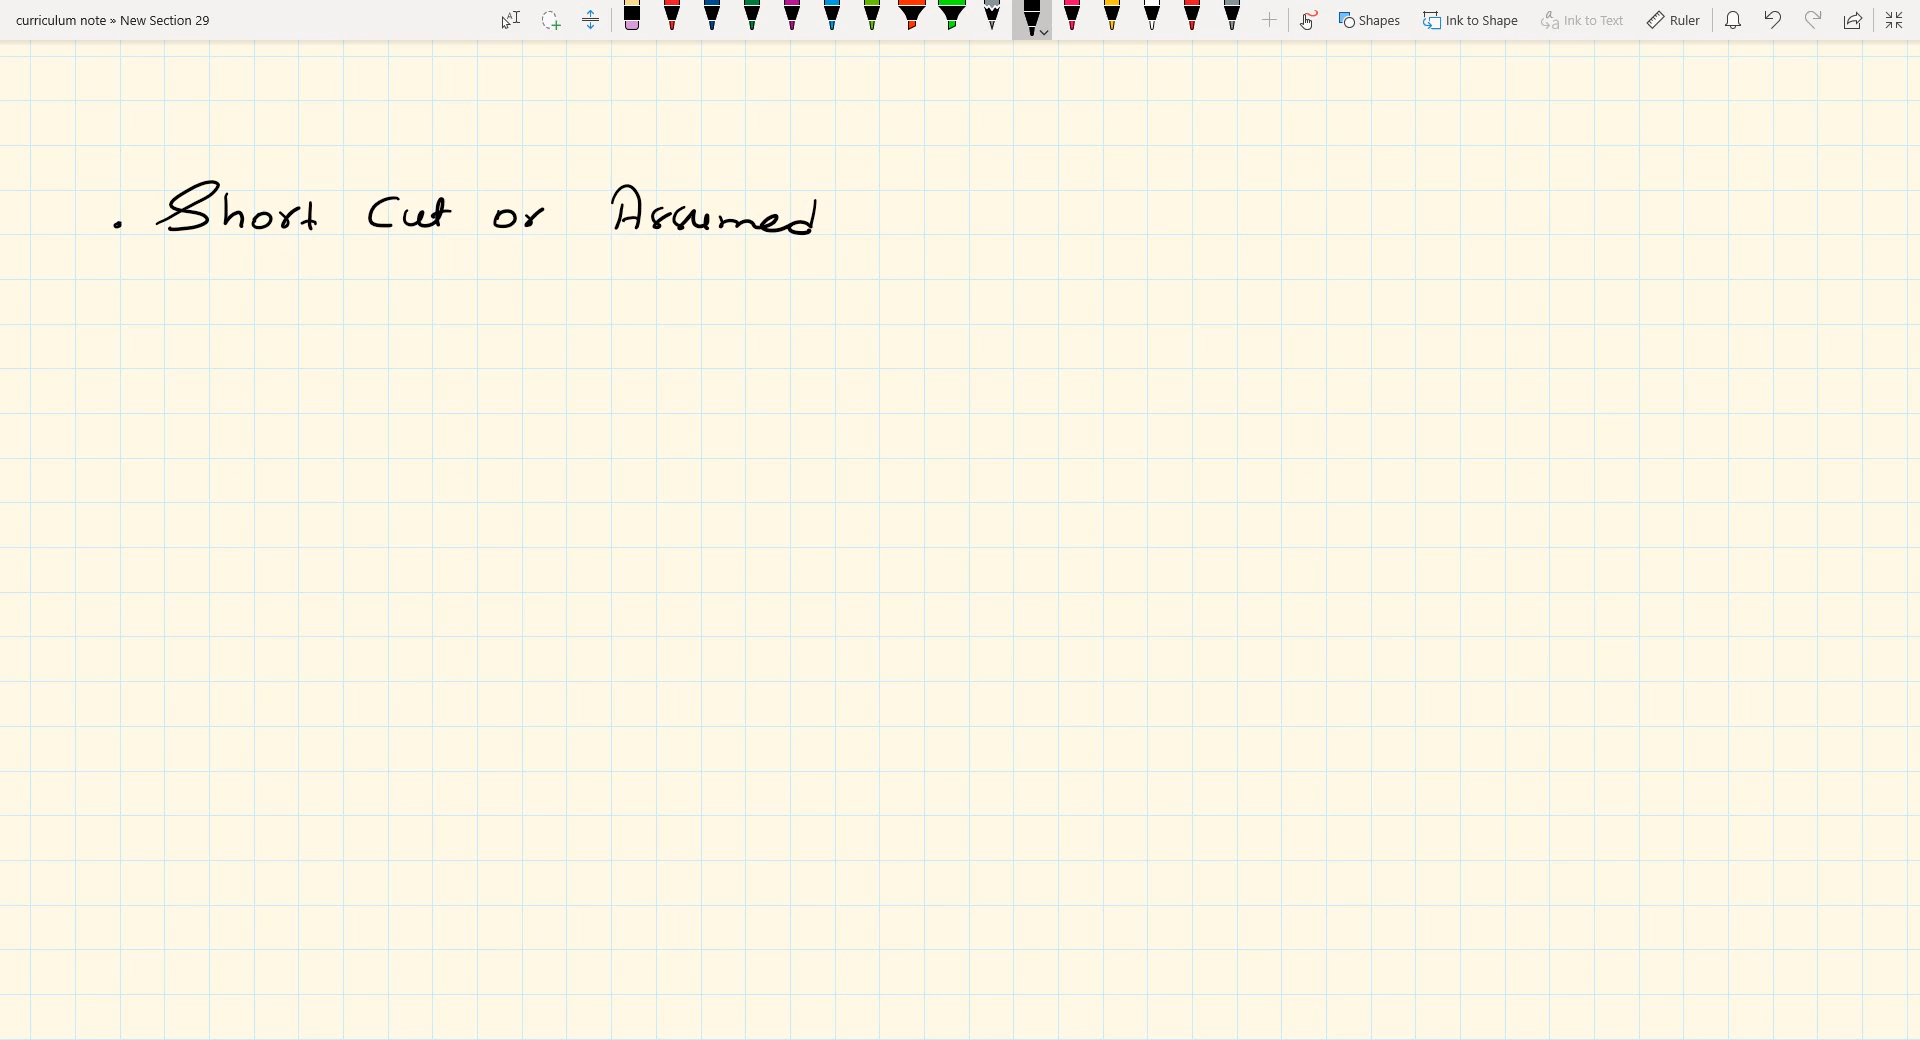 curriculum note » New Section 29
Shapes
Ink to Shape
Ink to Text
Ruler
. Short Cut or Assumed